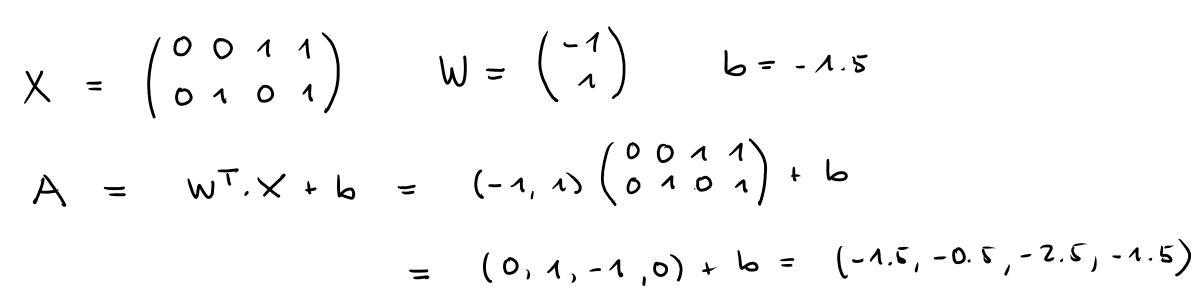 X = (0 0 1 1
0 1 0 1) W = (-1
1) b = -1.5
A = wᵀ.X + b = (-1, 1) (0 0 1 1
0 1 0 1) + b
= (0, 1, -1, 0) + b = (-1.5, -0.5, -2.5, -1.5)